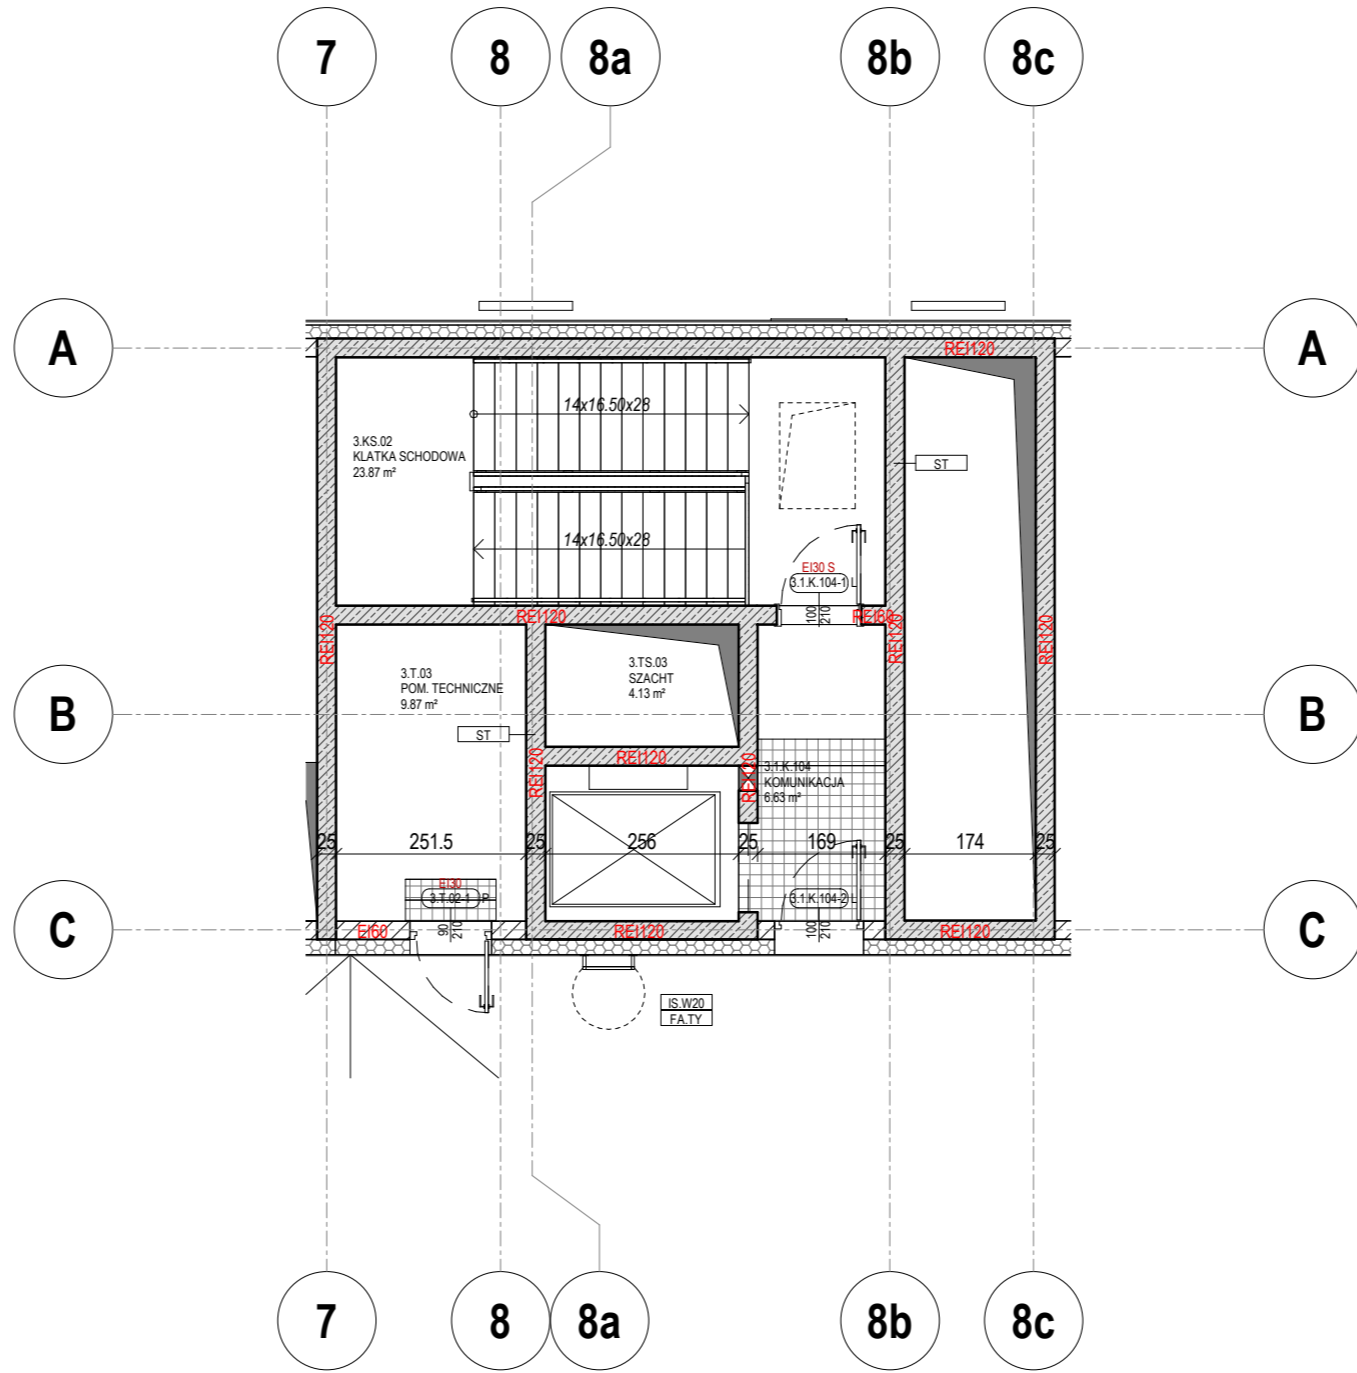 7 8 8a 8b 8c
A A
REI120
14x16.50x28
3.KS.02
KLATKA SCHODOWA
23.87 m²
ST
14x16.50x28
EI30 S
3.1.K.104-1 L
100
210
REI120
REI60
REI120
REI120
REI120
3.T.03
POM. TECHNICZNE
9.87 m²
3.TS.03
SZACHT
4.13 m²
B B
ST
REI120
REI120
REI120
3.1.K.104
KOMUNIKACJA
6.63 m²
25 251.5 25 256 25 169 25 174 25
EI30
3.T.02-1 P
3.1.K.104-2 L
90
210
100
210
C C
EI60
REI120
REI120
IS.W20
FA.TY
7 8 8a 8b 8c